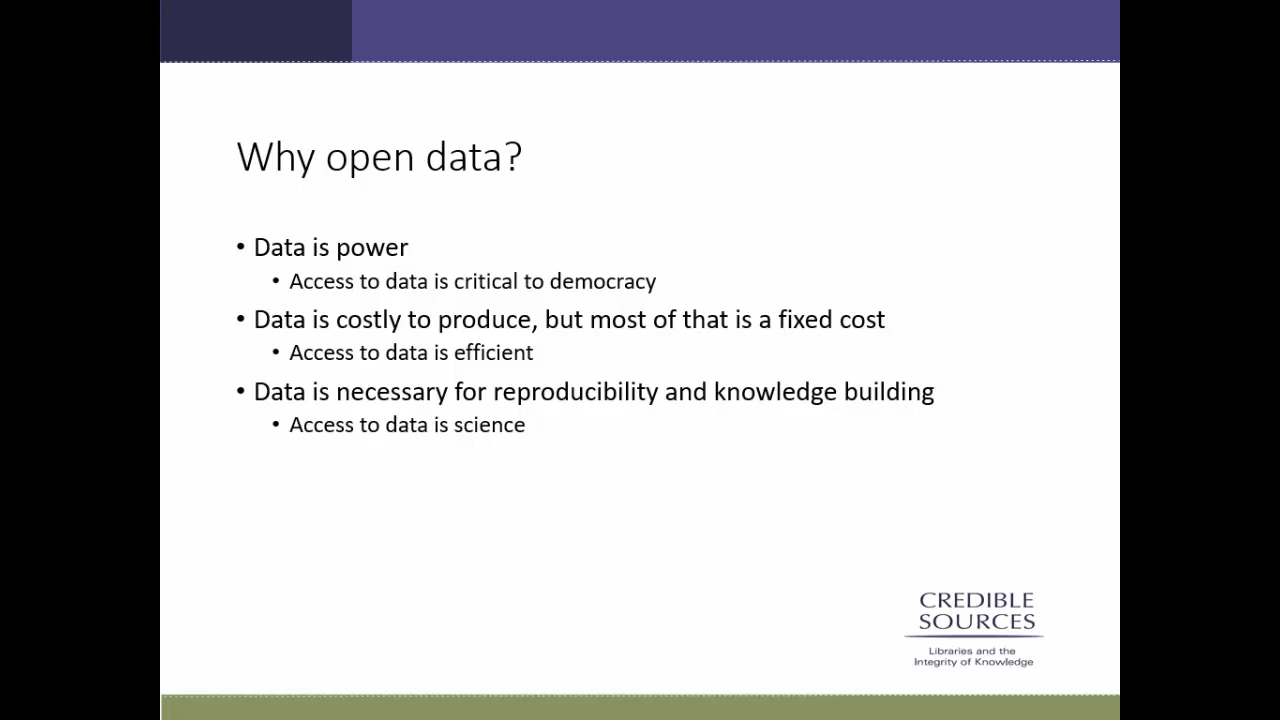 Why open data?
• Data is power
• Access to data is critical to democracy
• Data is costly to produce, but most of that is a fixed cost
• Access to data is efficient
• Data is necessary for reproducibility and knowledge building
• Access to data is science
CREDIBLE
SOURCES
Libraries and the
Integrity of Knowledge